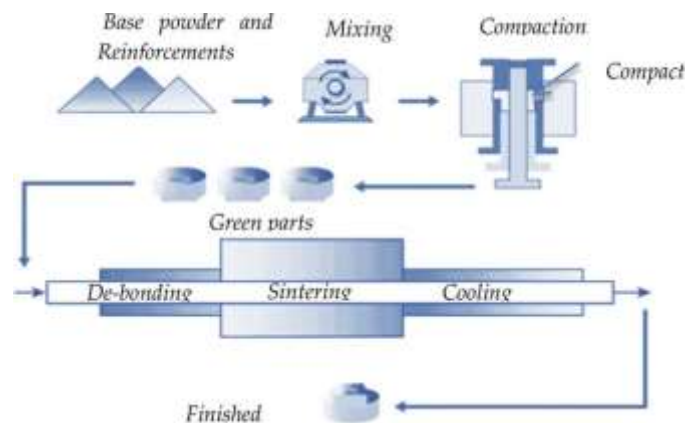 Base powder and
Reinforcements
Mixing
Compaction
Compact
Green parts
De-bonding
Sintering
Cooling
Finished